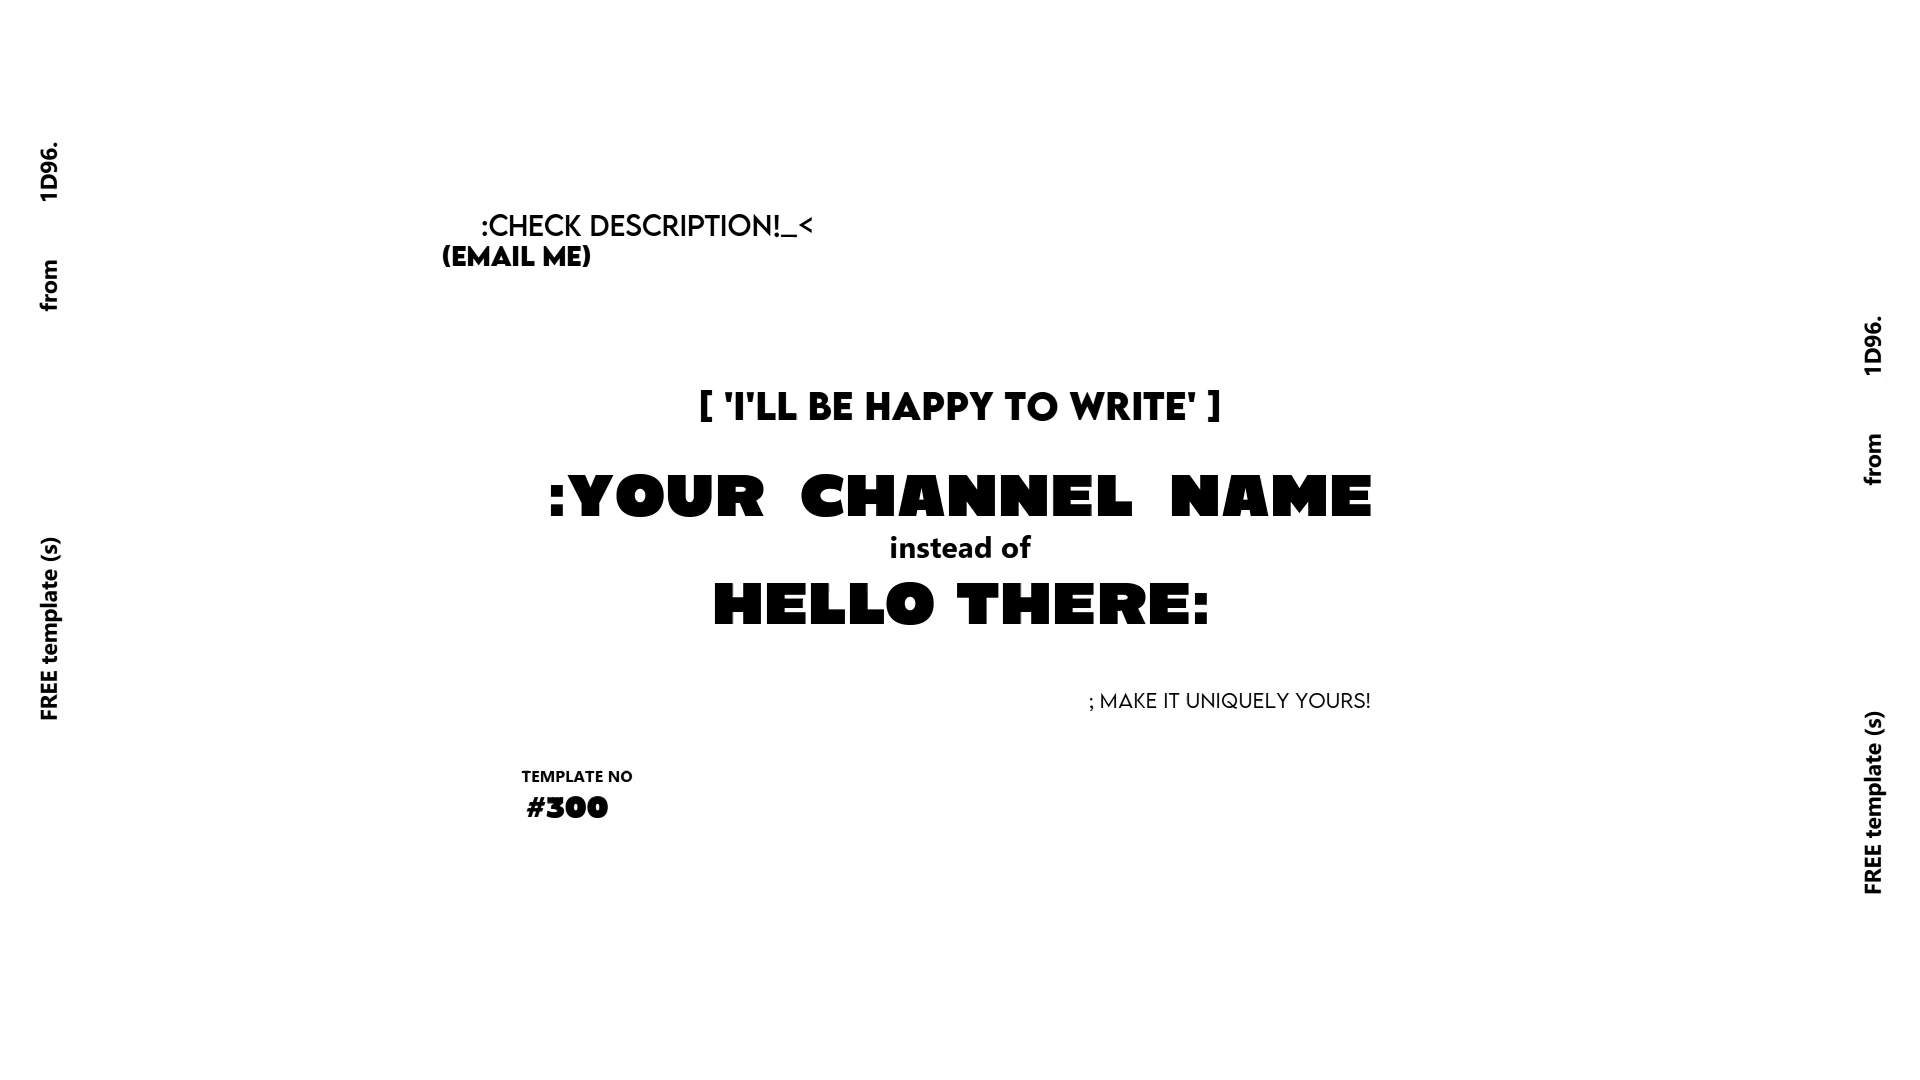 :CHECK DESCRIPTION!_<
(EMAIL ME)
[ 'I'LL BE HAPPY TO WRITE' ]
:YOUR CHANNEL NAME
instead of
HELLO THERE:
; MAKE IT UNIQUELY YOURS!
TEMPLATE NO
#300
FREE template (s) from 1D96.
FREE template (s) from 1D96.